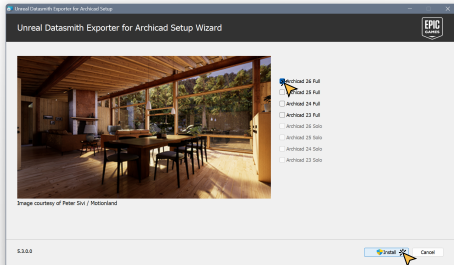 Unreal Datasmith Exporter for Archicad Setup
Unreal Datasmith Exporter for Archicad Setup Wizard
EPIC
GAMES
Archicad 26 Full
Archicad 25 Full
Archicad 24 Full
Archicad 23 Full
Archicad 26 Solo
Archicad 25 Solo
Archicad 24 Solo
Archicad 23 Solo
Image courtesy of Peter Sivi / Motionland
5.3.0.0
Install
Cancel